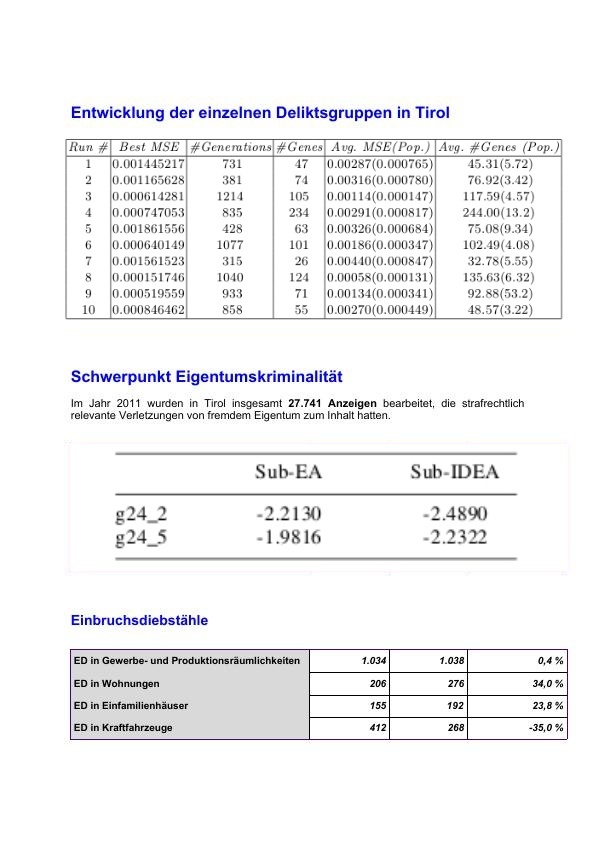 Entwicklung der einzelnen Deliktsgruppen in Tirol
Run # Best MSE #Generations #Genes Avg. MSE(Pop.) Avg. #Genes (Pop.)
1 0.001445217 731 47 0.00287(0.000765) 45.31(5.72)
2 0.001165628 381 74 0.00316(0.000780) 76.92(3.42)
3 0.000614281 1214 105 0.00114(0.000147) 117.59(4.57)
4 0.000747053 835 234 0.00291(0.000817) 244.00(13.2)
5 0.001861556 428 63 0.00326(0.000684) 75.08(9.34)
6 0.000640149 1077 101 0.00186(0.000347) 102.49(4.08)
7 0.001561523 315 26 0.00440(0.000847) 32.78(5.55)
8 0.000151746 1040 124 0.00058(0.000131) 135.63(6.32)
9 0.000519559 933 71 0.00134(0.000341) 92.88(53.2)
10 0.000846462 858 55 0.00270(0.000449) 48.57(3.22)
Schwerpunkt Eigentumskriminalität
Im Jahr 2011 wurden in Tirol insgesamt 27.741 Anzeigen bearbeitet, die strafrechtlich
relevante Verletzungen von fremdem Eigentum zum Inhalt hatten.
Sub-EA Sub-IDEA
g24_2 -2.2130 -2.4890
g24_5 -1.9816 -2.2322
Einbruchsdiebstähle
ED in Gewerbe- und Produktionsräumlichkeiten 1.034 1.038 0,4 %
ED in Wohnungen 206 276 34,0 %
ED in Einfamilienhäuser 155 192 23,8 %
ED in Kraftfahrzeuge 412 268 -35,0 %